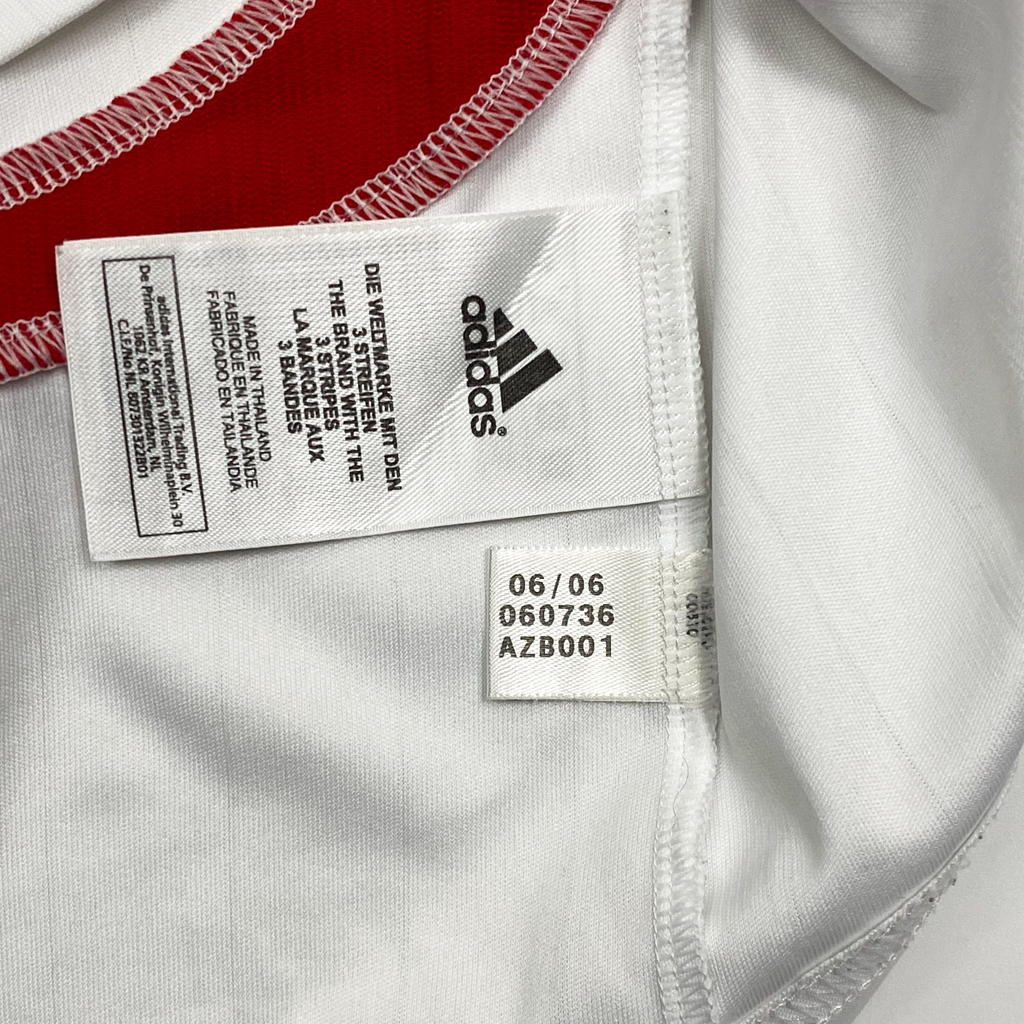 adidas®
DIE WELTMARKE MIT DEN
3 STREIFEN
THE BRAND WITH THE
3 STRIPES
LA MARQUE AUX
3 BANDES
MADE IN THAILAND
FABRIQUE EN THAILANDE
FABRICADO EN TAILANDIA
adidas International Trading B.V.
De Prinsenhof, Koningin Wilhelminaplein 30
1062 KR Amsterdam, NL
C.I.F/No NL 807301322B01
06/06
060736
AZB001